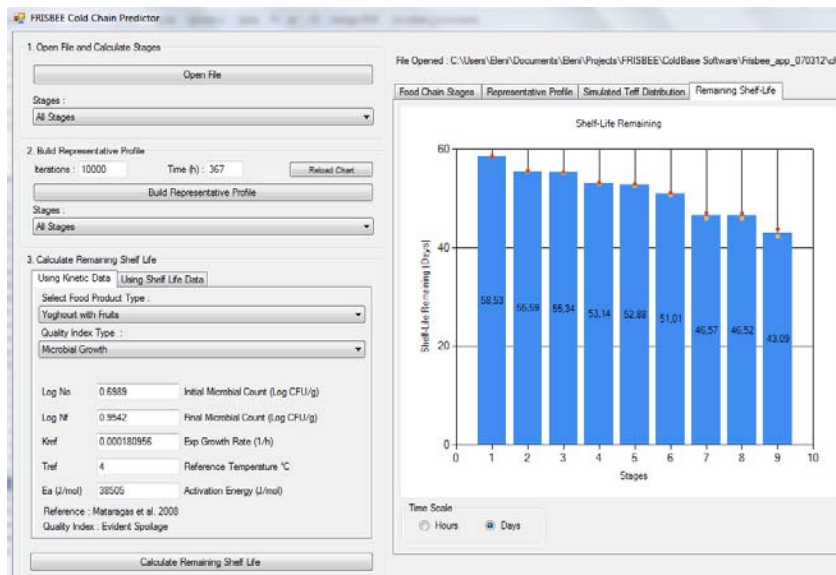 FRISBEE Cold Chain Predictor
1. Open File and Calculate Stages
Open File
Stages :
All Stages
2. Build Representative Profile
Iterations : 10000 Time (h) : 367 Reload Chart
Build Representative Profile
Stages :
All Stages
3. Calculate Remaining Shelf Life
Using Kinetic Data Using Shelf Life Data
Select Food Product Type :
Yoghourt with Fruits
Quality Index Type :
Microbial Growth
Log No 0.6989 Initial Microbial Count (Log CFU/g)
Log Nf 0.9542 Final Microbial Count (Log CFU/g)
Kref 0.000180956 Exp Growth Rate (1/h)
Tref 4 Reference Temperature °C
Ea (J/mol) 38505 Activation Energy (J/mol)
Reference : Mataragas et al. 2008
Quality Index : Evident Spoilage
Calculate Remaining Shelf Life
File Opened : C:\Users\Eleni\Documents\Eleni\Projects\FRISBEE\ColdBase Software\Frisbee_app_070312\
Food Chain Stages Representative Profile Simulated Teff Distribution Remaining Shelf-Life
Shelf-Life Remaining
Shelf-Life Remaining [Days]
60
40
20
0
58,53 55,59 55,34 53,14 52,88 51,01 46,57 46,52 43,09
0 1 2 3 4 5 6 7 8 9 10
Stages
Time Scale
Hours Days